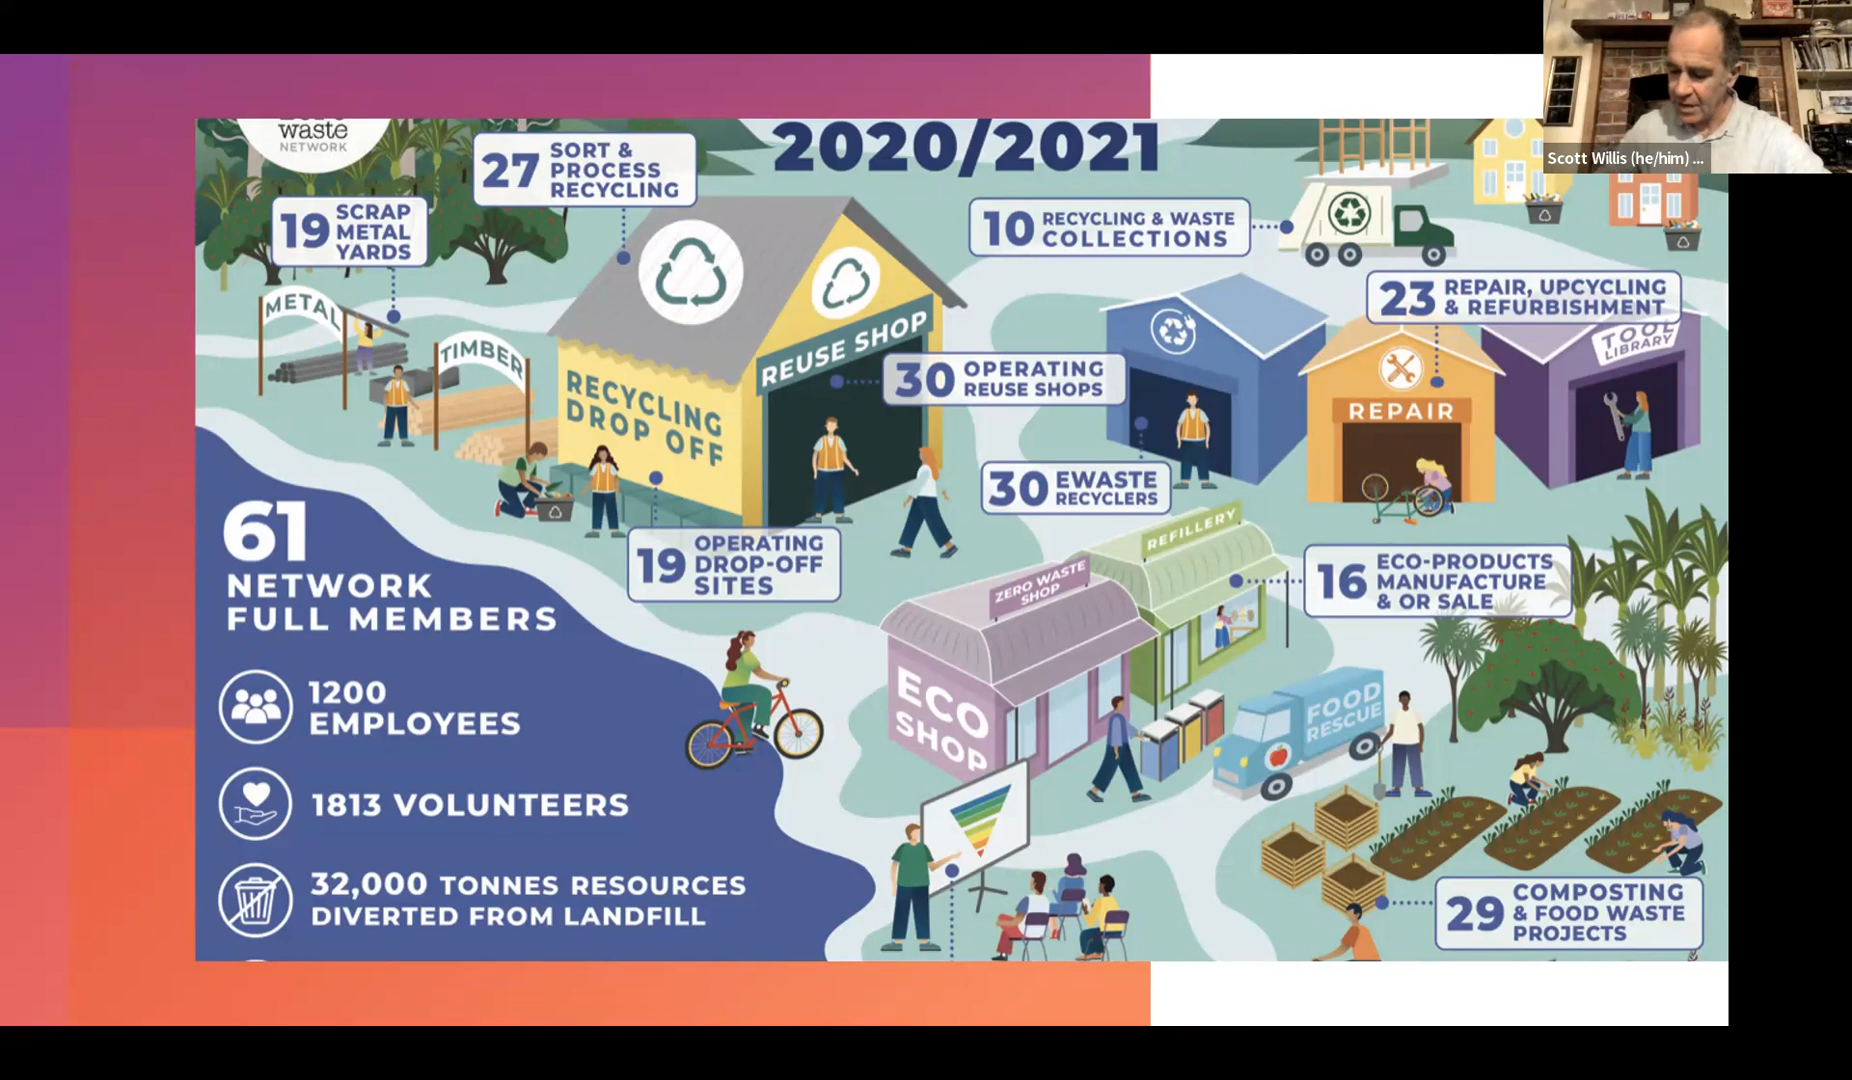 waste
NETWORK
2020/2021
Scott Willis (he/him) ...
27 SORT &
PROCESS
RECYCLING
19 SCRAP
METAL
YARDS
10 RECYCLING & WASTE
COLLECTIONS
23 REPAIR, UPCYCLING
& REFURBISHMENT
METAL
TIMBER
RECYCLING
DROP OFF
REUSE SHOP
30 OPERATING
REUSE SHOPS
TOOL
LIBRARY
REPAIR
30 EWASTE
RECYCLERS
19 OPERATING
DROP-OFF
SITES
REFILLERY
ZERO WASTE
SHOP
16 ECO-PRODUCTS
MANUFACTURE
& OR SALE
ECO
SHOP
FOOD
RESCUE
61
NETWORK
FULL MEMBERS
1200
EMPLOYEES
1813 VOLUNTEERS
32,000 TONNES RESOURCES
DIVERTED FROM LANDFILL
29 COMPOSTING
& FOOD WASTE
PROJECTS